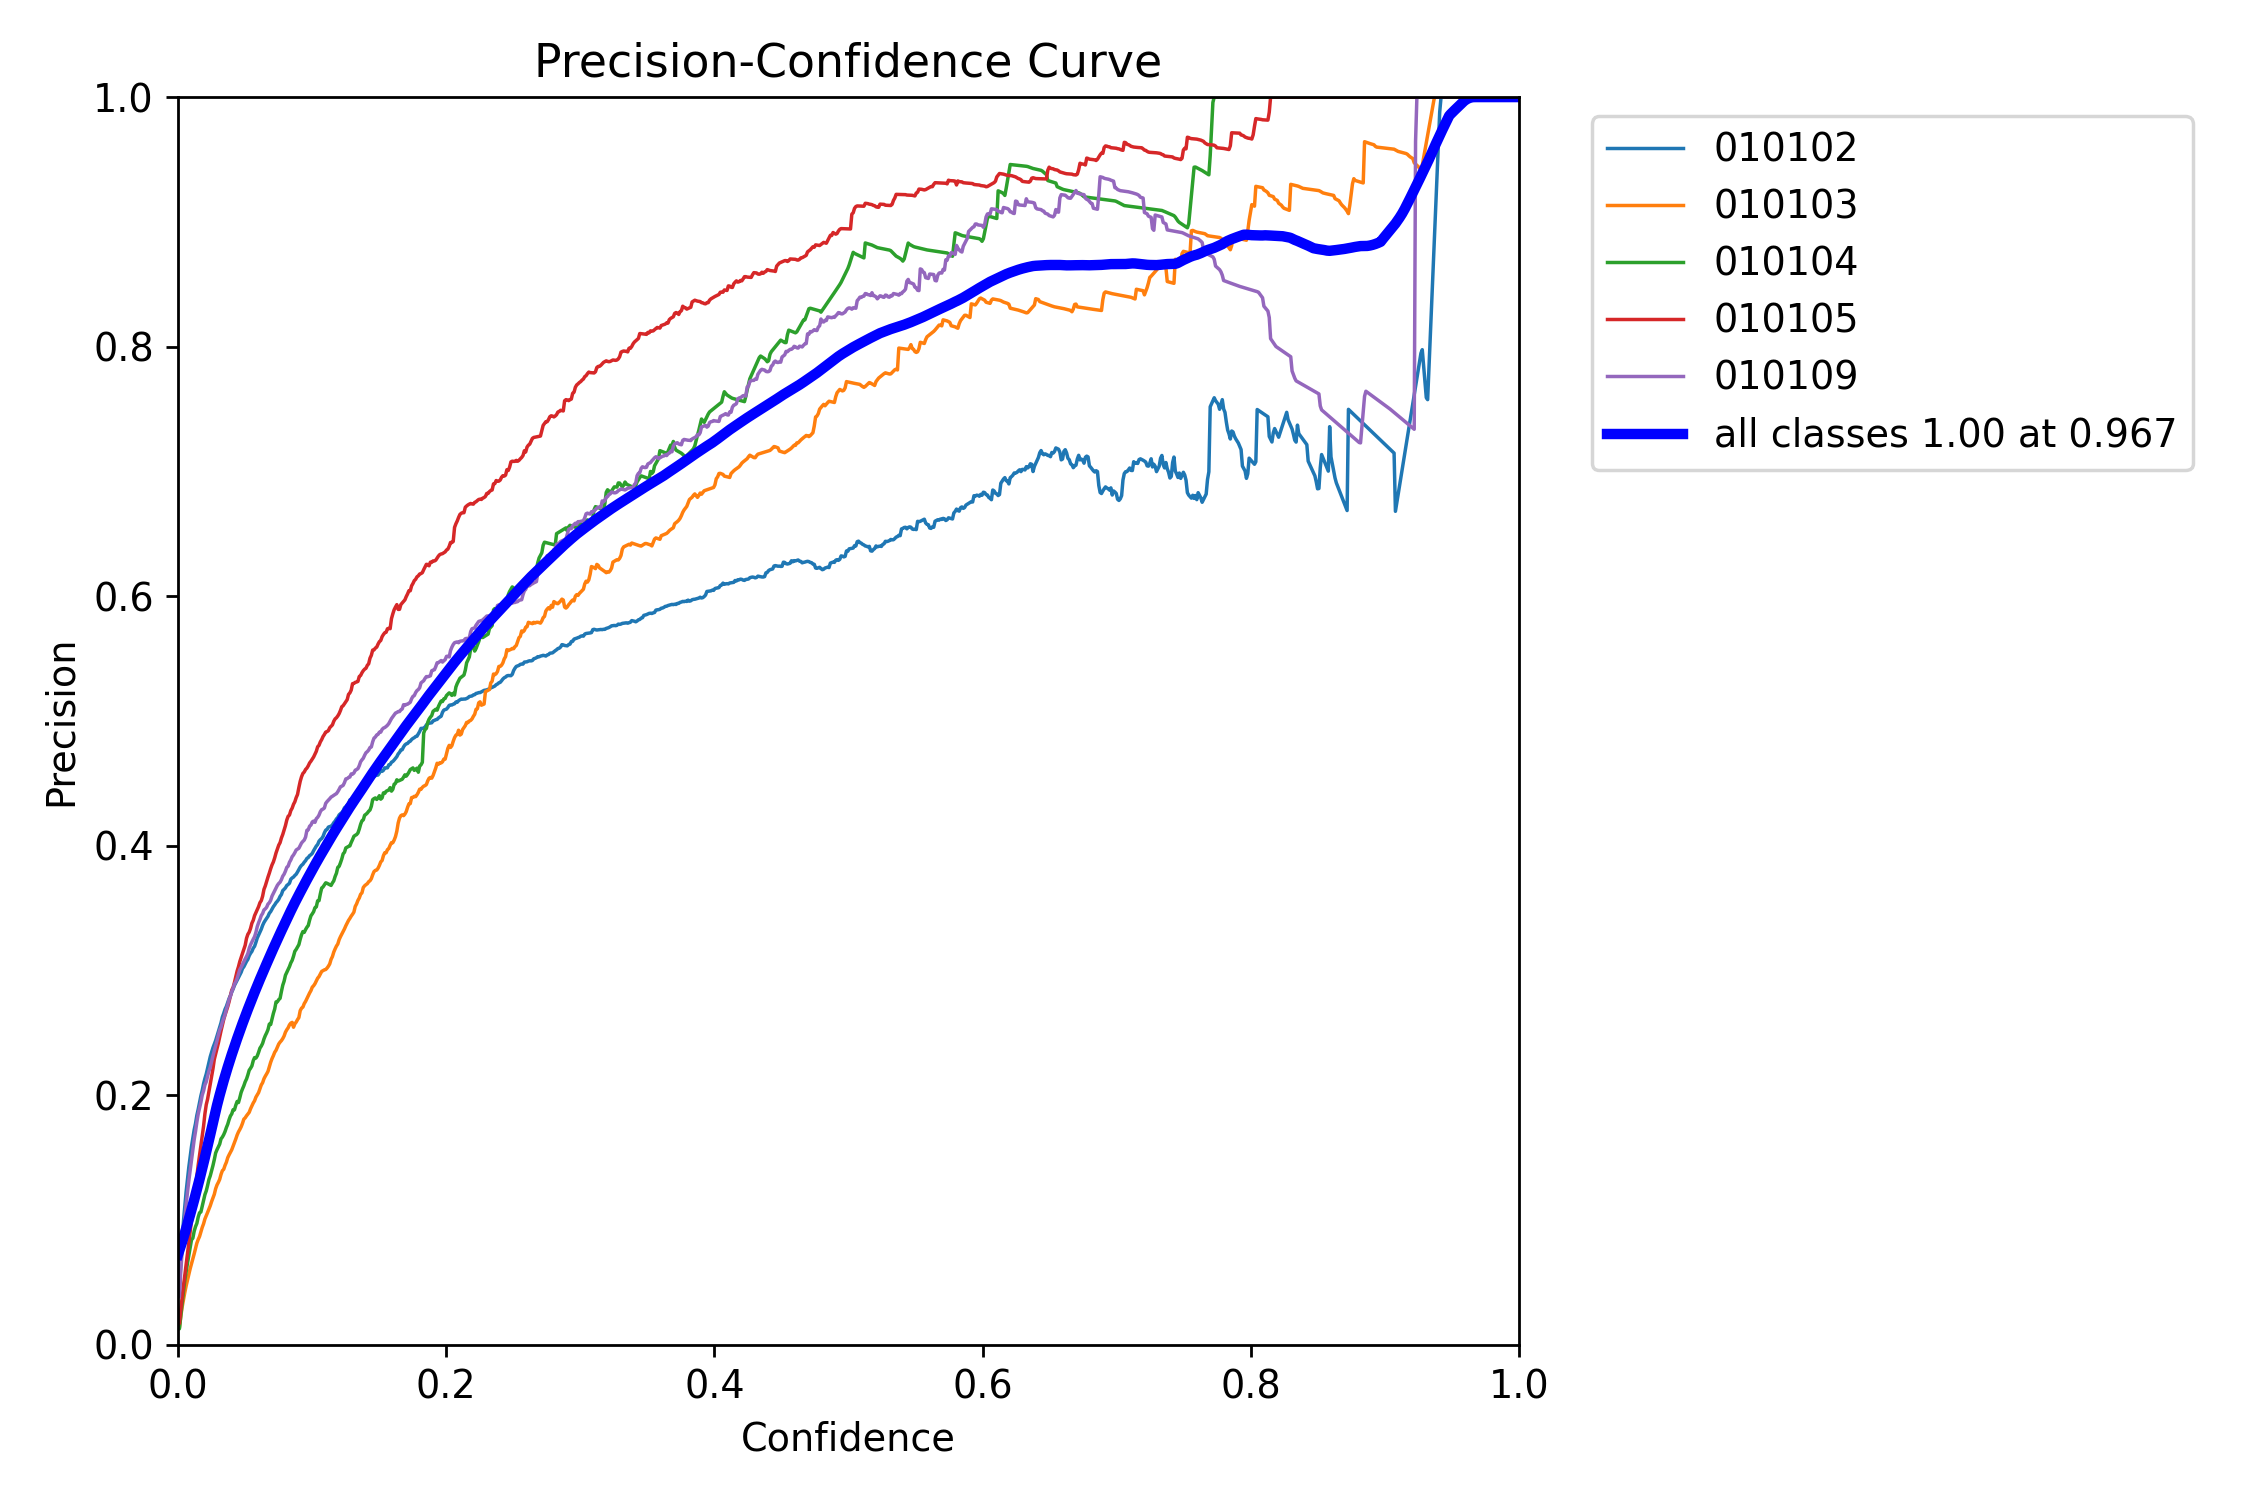 Precision-Confidence Curve
1.0
0.8
0.6
0.4
0.2
0.0
Precision
0.0 0.2 0.4 0.6 0.8 1.0
Confidence
010102
010103
010104
010105
010109
all classes 1.00 at 0.967